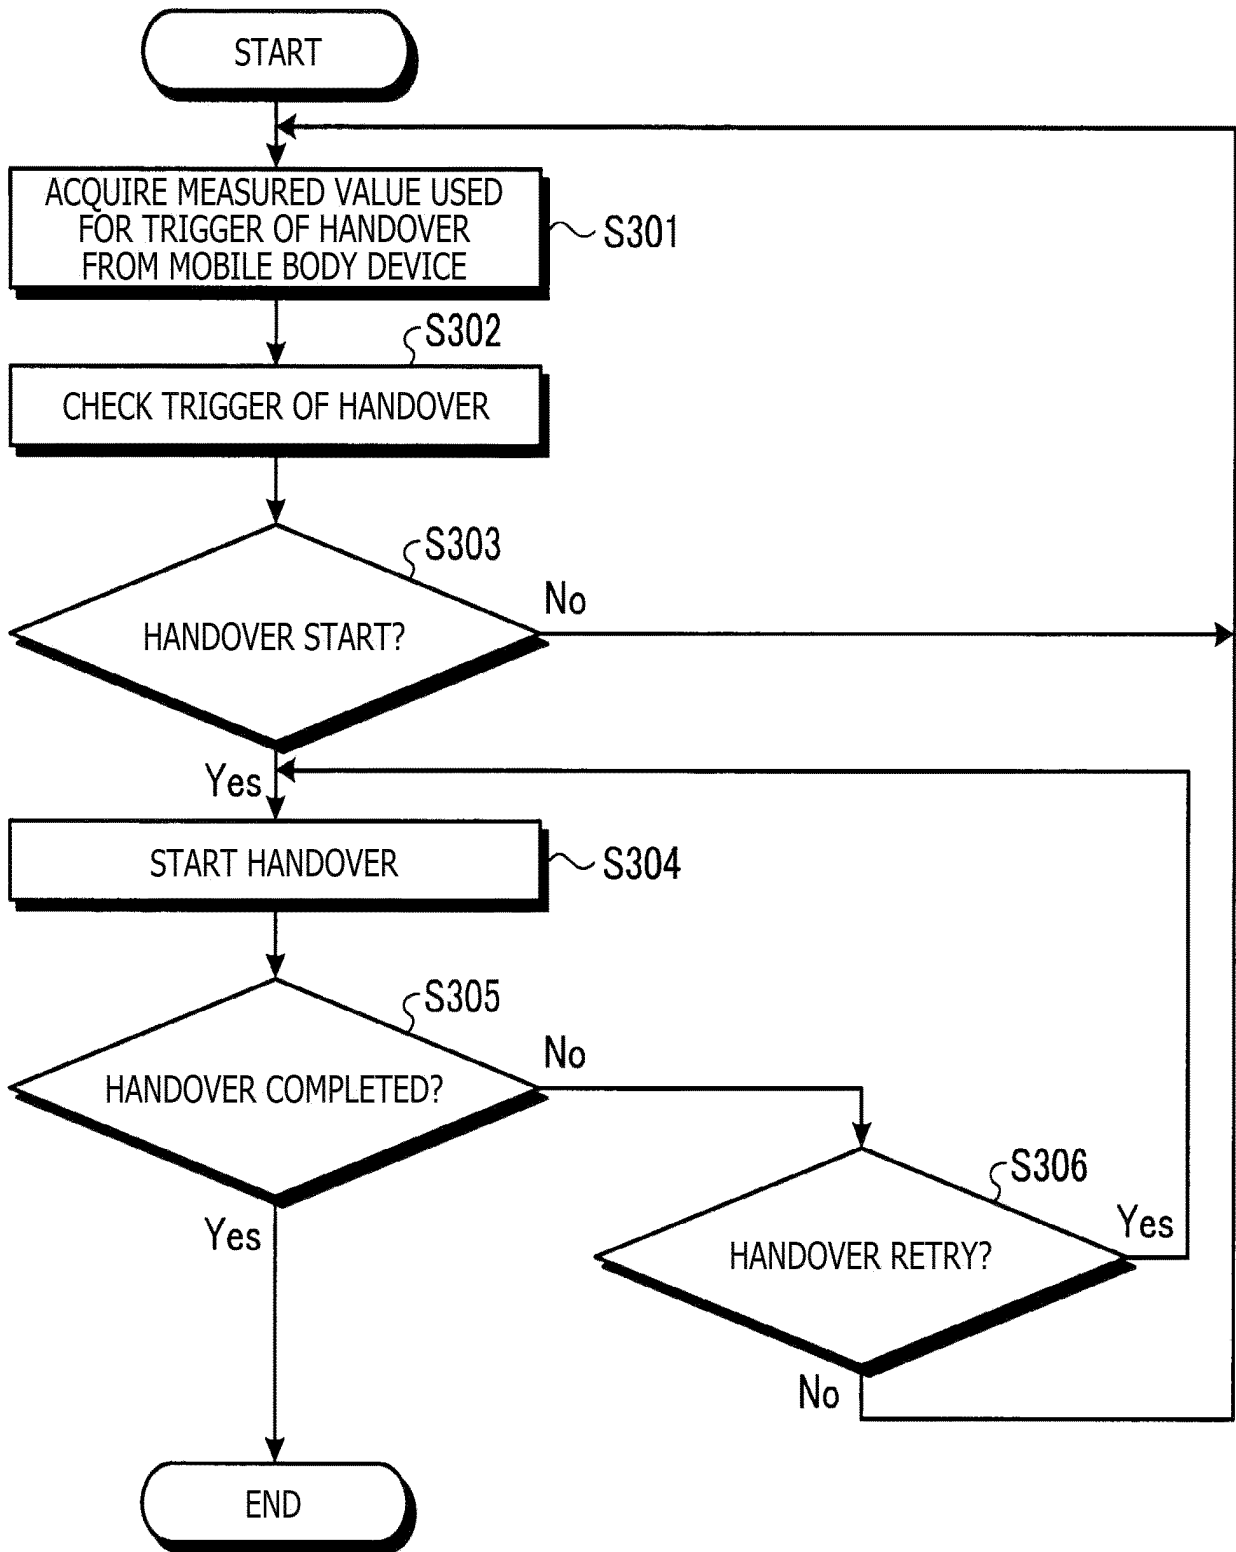 START
ACQUIRE MEASURED VALUE USED
FOR TRIGGER OF HANDOVER
FROM MOBILE BODY DEVICE
S301
S302
CHECK TRIGGER OF HANDOVER
S303
No
HANDOVER START?
Yes
START HANDOVER
S304
S305
No
HANDOVER COMPLETED?
S306
Yes
Yes
HANDOVER RETRY?
No
END